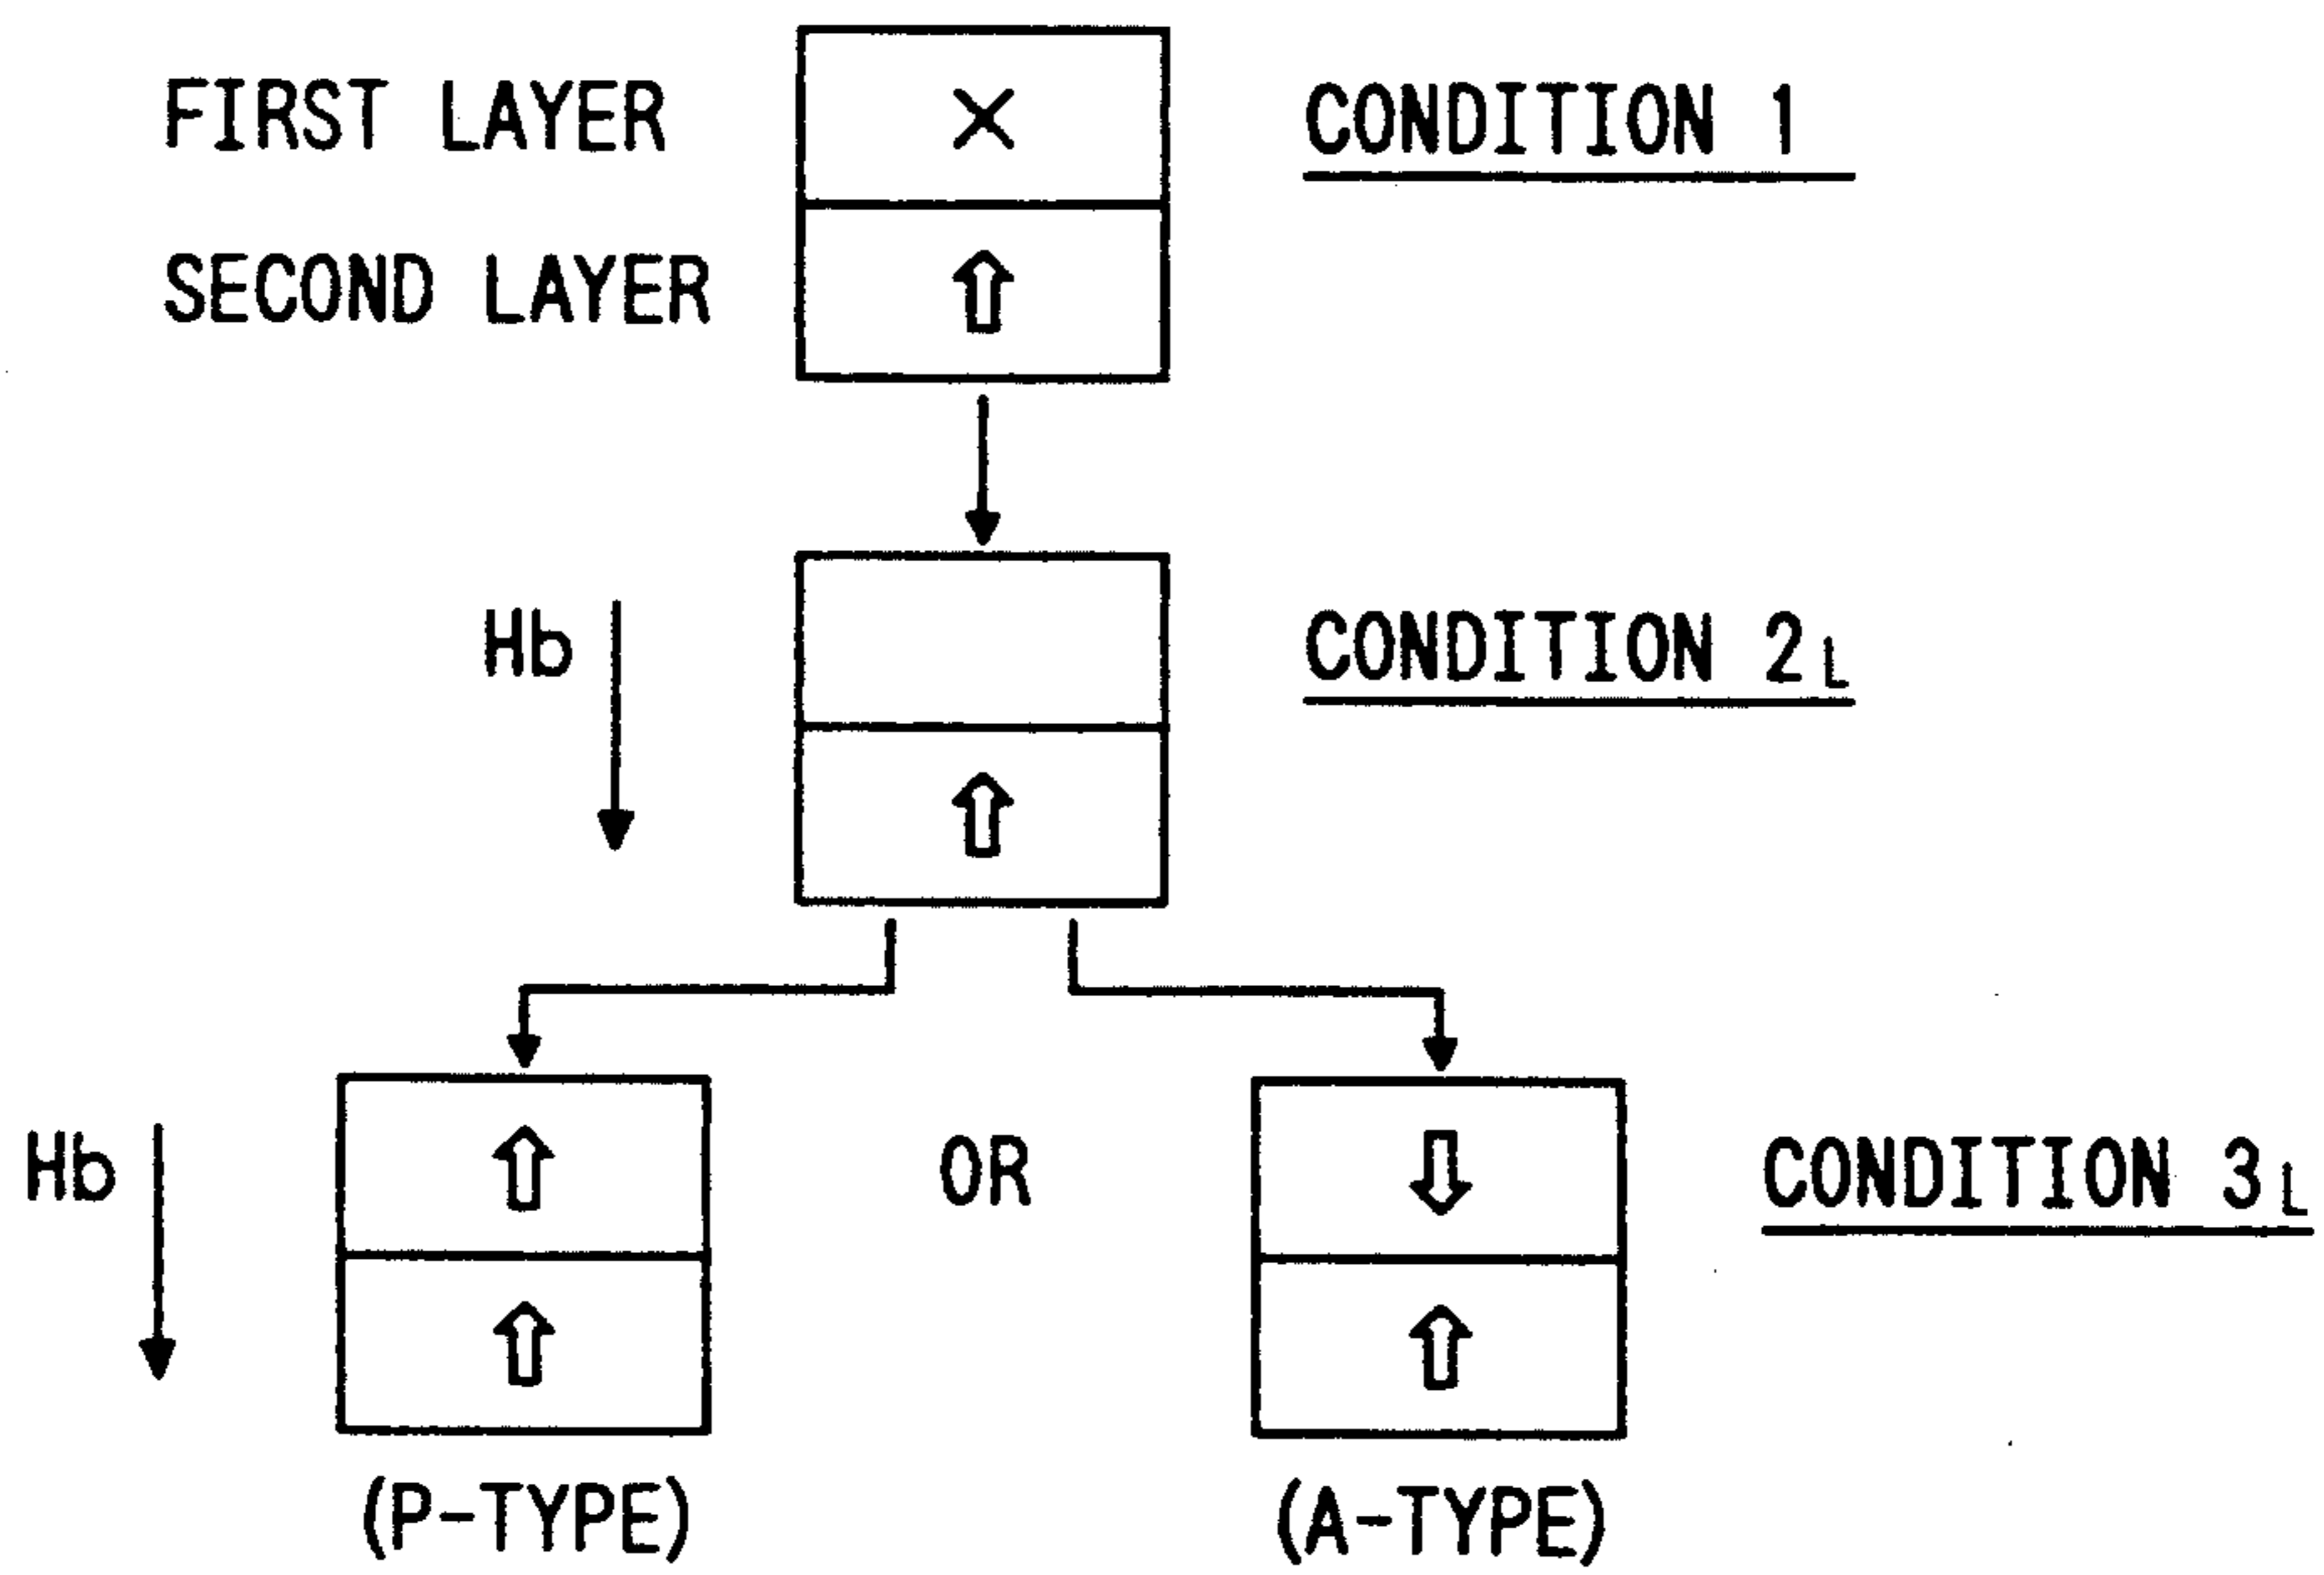 FIRST LAYER
CONDITION 1
SECOND LAYER
Hb
CONDITION 2L
Hb
OR
CONDITION 3L
(P-TYPE)
(A-TYPE)